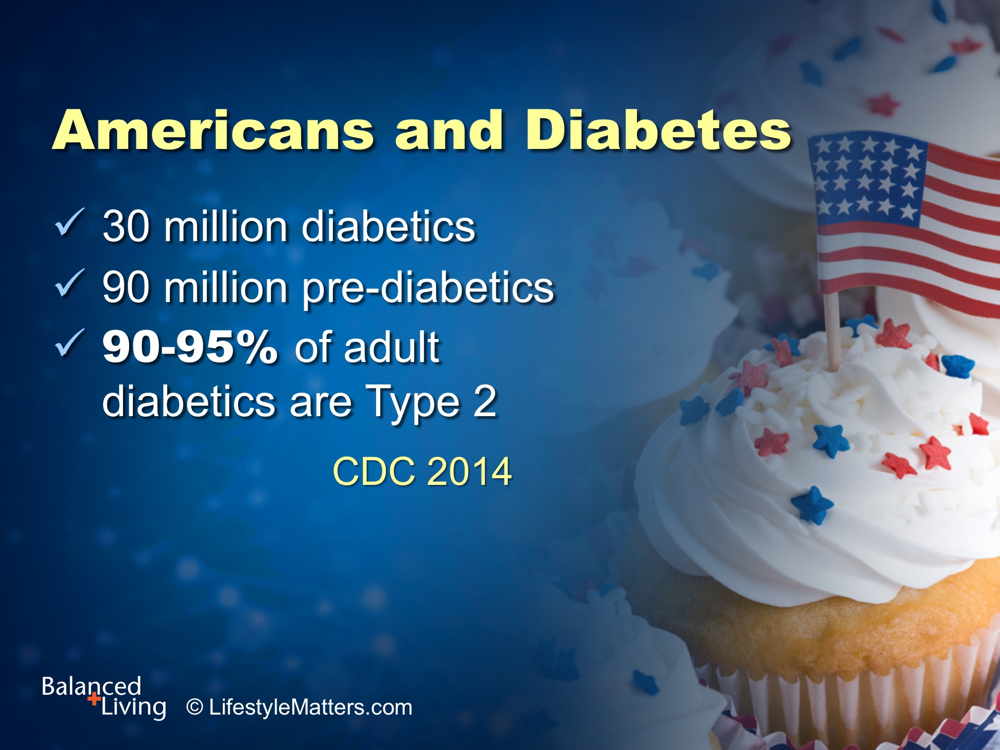 Americans and Diabetes
✓ 30 million diabetics
✓ 90 million pre-diabetics
✓ 90-95% of adult
diabetics are Type 2
CDC 2014
Balanced
+Living © LifestyleMatters.com